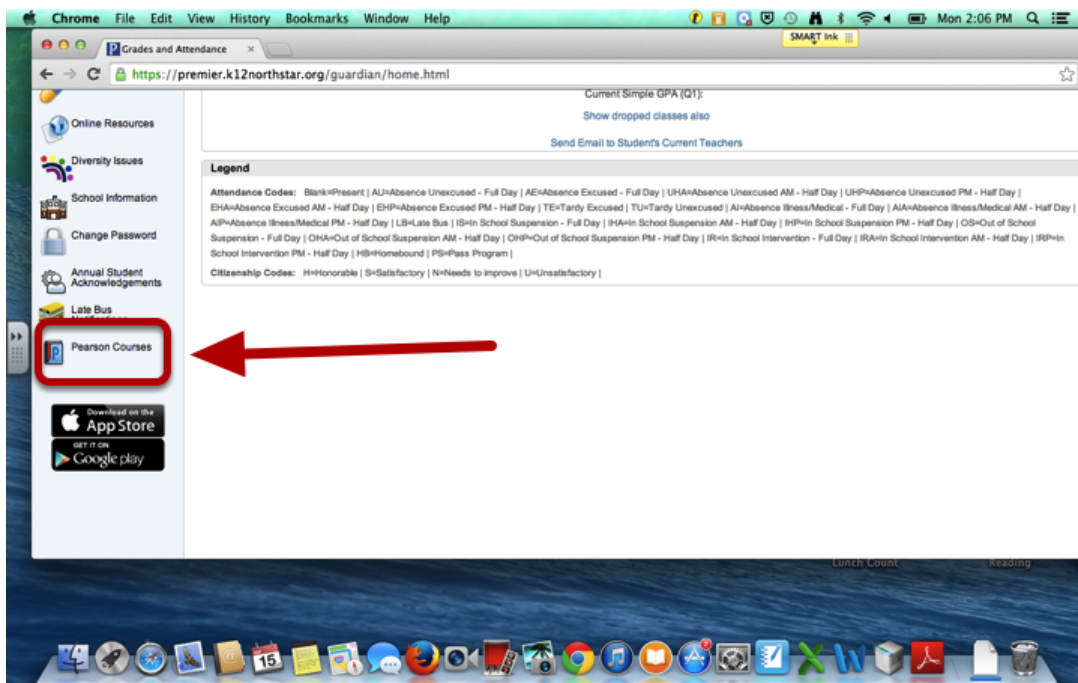 Chrome File Edit View History Bookmarks Window Help Mon 2:06 PM
SMART Ink
Grades and Attendance
https://premier.k12northstar.org/guardian/home.html
Current Simple GPA (Q1):
Show dropped classes also
Send Email to Student's Current Teachers
Online Resources
Diversity Issues
School Information
Change Password
Annual Student
Acknowledgements
Late Bus
Notifications
Pearson Courses
Download on the
App Store
GET IT ON
Google play
Legend
Attendance Codes: Blank=Present | AU=Absence Unexcused - Full Day | AE=Absence Excused - Full Day | UHA=Absence Unexcused AM - Half Day | UHP=Absence Unexcused PM - Half Day |
EHA=Absence Excused AM - Half Day | EHP=Absence Excused PM - Half Day | TE=Tardy Excused | TU=Tardy Unexcused | AI=Absence Illness/Medical - Full Day | AIA=Absence Illness/Medical AM - Half Day |
AIP=Absence Illness/Medical PM - Half Day | LB=Late Bus | IS=In School Suspension - Full Day | IHA=In School Suspension AM - Half Day | IHP=In School Suspension PM - Half Day | OS=Out of School
Suspension - Full Day | OHA=Out of School Suspension AM - Half Day | OHP=Out of School Suspension PM - Half Day | IR=In School Intervention - Full Day | IRA=In School Intervention AM - Half Day | IRP=In
School Intervention PM - Half Day | HB=Homebound | PS=Pass Program |
Citizenship Codes: H=Honorable | S=Satisfactory | N=Needs to improve | U=Unsatisfactory |
Lunch Count
Reading
15